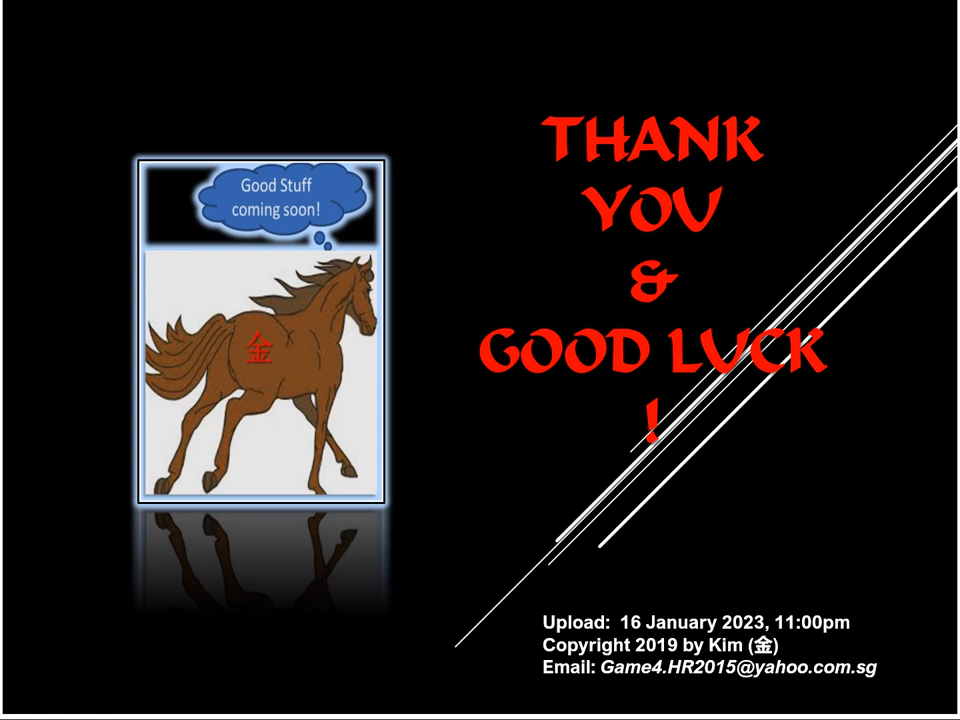 Good Stuff
coming soon!
金
THANK
YOU
&
GOOD LUCK
!
Upload:  16 January 2023, 11:00pm
Copyright 2019 by Kim (金)
Email: Game4.HR2015@yahoo.com.sg